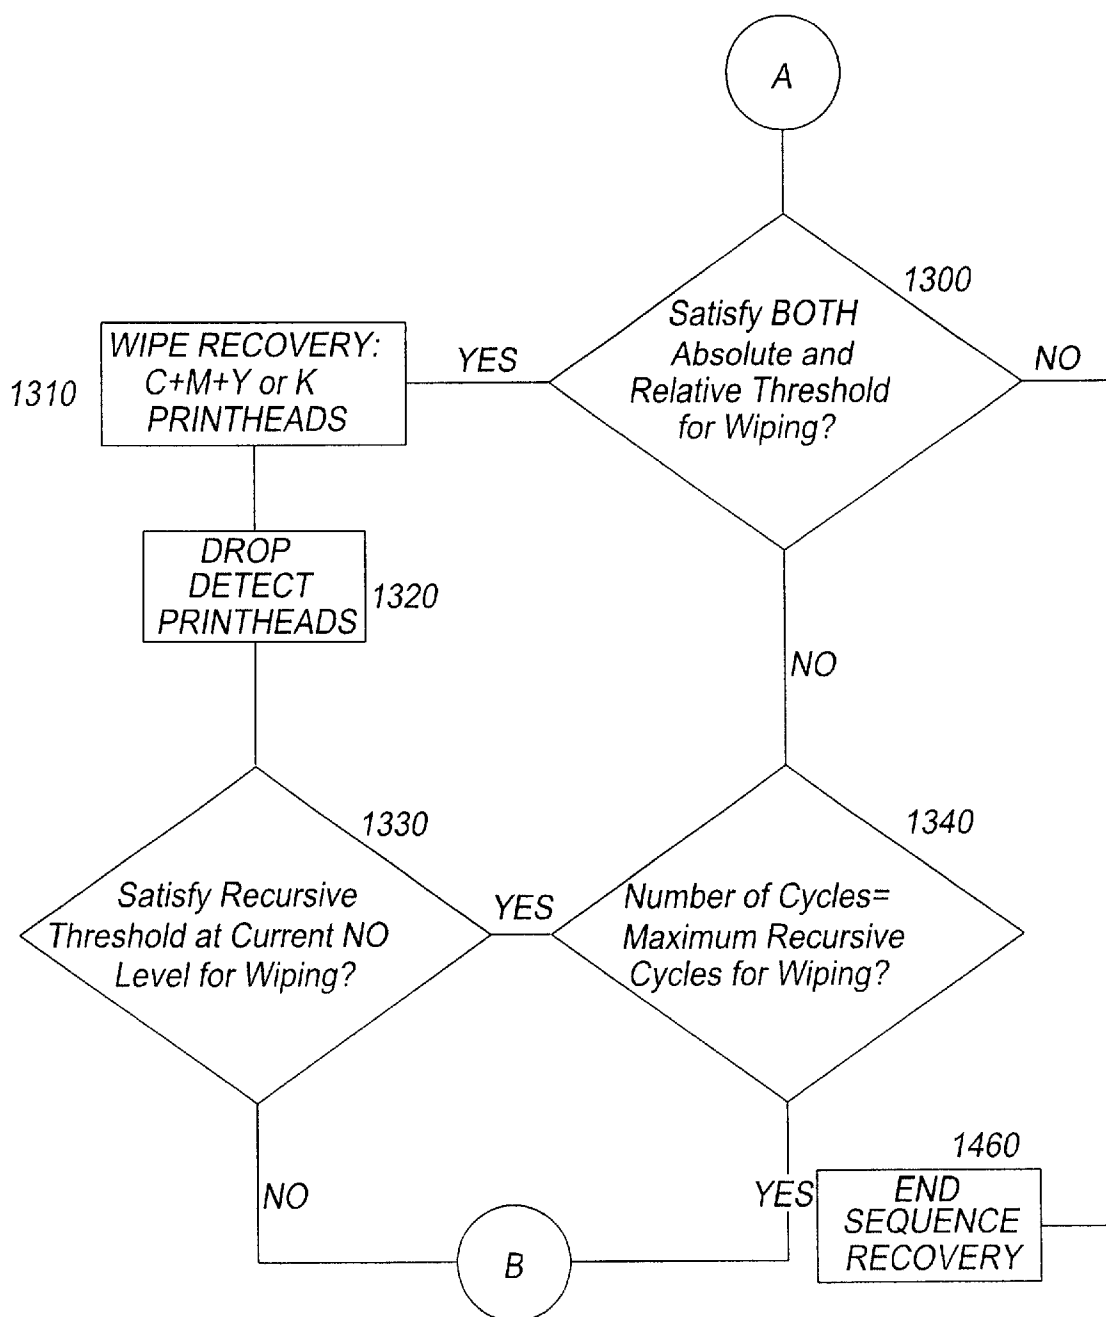 A
1300
Satisfy BOTH
Absolute and
Relative Threshold
for Wiping?
YES
NO
1310
WIPE RECOVERY:
C+M+Y or K
PRINTHEADS
DROP
DETECT
PRINTHEADS
1320
NO
1330
Satisfy Recursive
Threshold at Current NO
Level for Wiping?
YES
1340
Number of Cycles=
Maximum Recursive
Cycles for Wiping?
NO
YES
B
1460
END
SEQUENCE
RECOVERY